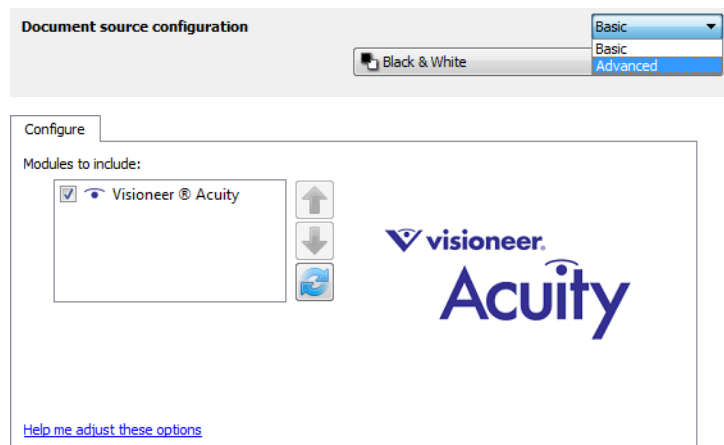 Document source configuration
Basic
Basic
Black & White
Advanced
Configure
Modules to include:
Visioneer ® Acuity
visioneer.
Acuity
Help me adjust these options